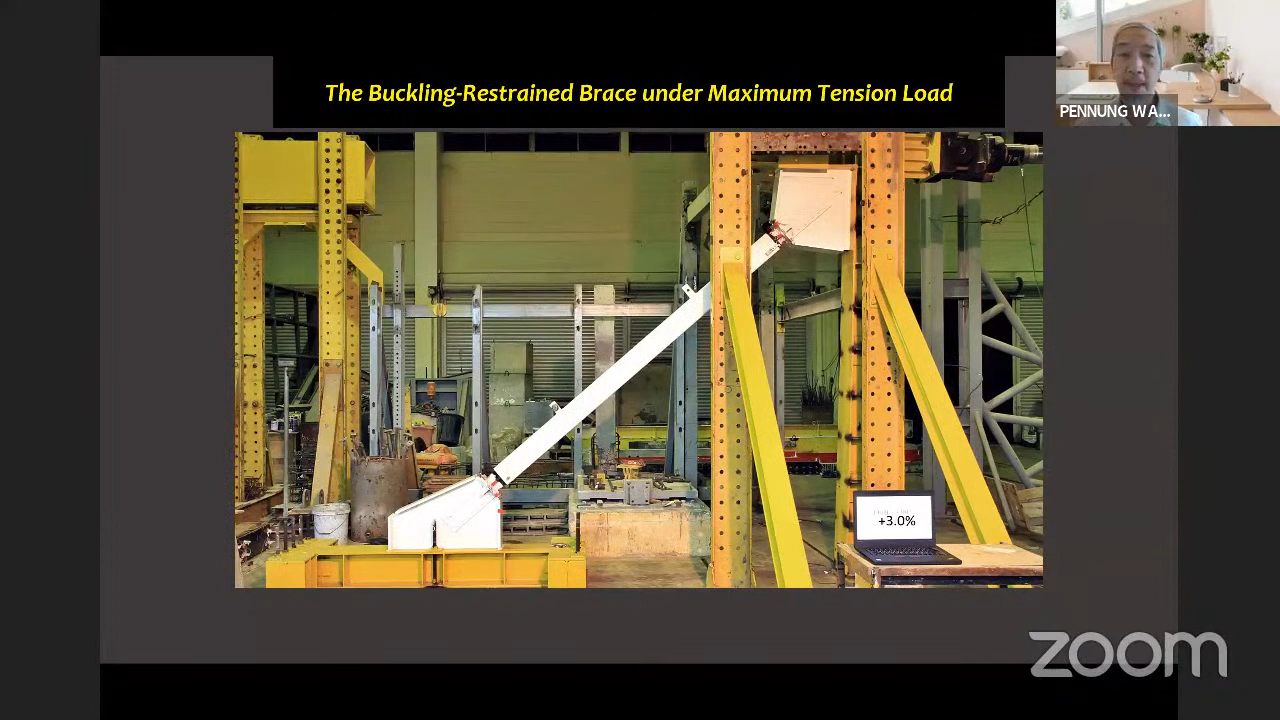 The Buckling-Restrained Brace under Maximum Tension Load
PENNUNG WA...
+3.0%
zoom